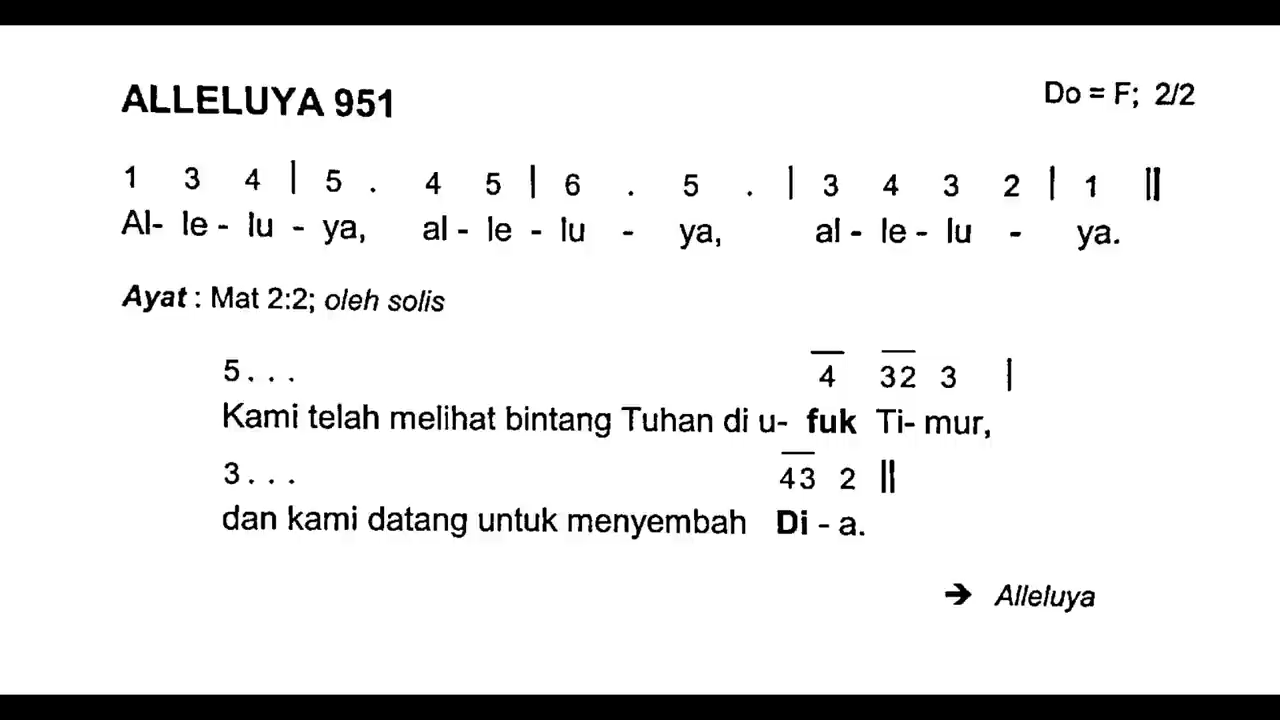 ALLELUYA 951 Do = F; 2/2
1 3 4 | 5 . 4 5 | 6 . 5 . | 3 4 3 2 | 1 ||
Al- le - lu - ya, al - le - lu - ya, al - le - lu - ya.
Ayat : Mat 2:2; oleh solis
5 . . . 4 32 3 |
Kami telah melihat bintang Tuhan di u- fuk Ti- mur,
3 . . . 43 2 ||
dan kami datang untuk menyembah Di - a.
➔ Alleluya